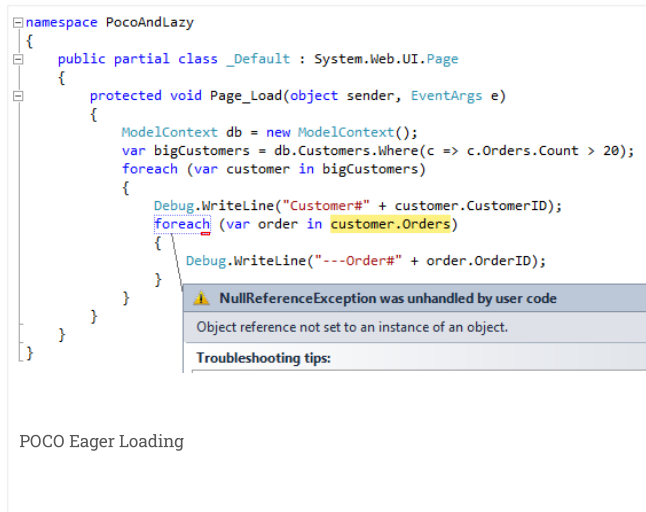 namespace PocoAndLazy
{
    public partial class _Default : System.Web.UI.Page
    {
        protected void Page_Load(object sender, EventArgs e)
        {
            ModelContext db = new ModelContext();
            var bigCustomers = db.Customers.Where(c => c.Orders.Count > 20);
            foreach (var customer in bigCustomers)
            {
                Debug.WriteLine("Customer#" + customer.CustomerID);
                foreach (var order in customer.Orders)
                {
                    Debug.WriteLine("---Order#" + order.OrderID);
                }
            }
        }
    }
}
NullReferenceException was unhandled by user code
Object reference not set to an instance of an object.
Troubleshooting tips:
POCO Eager Loading